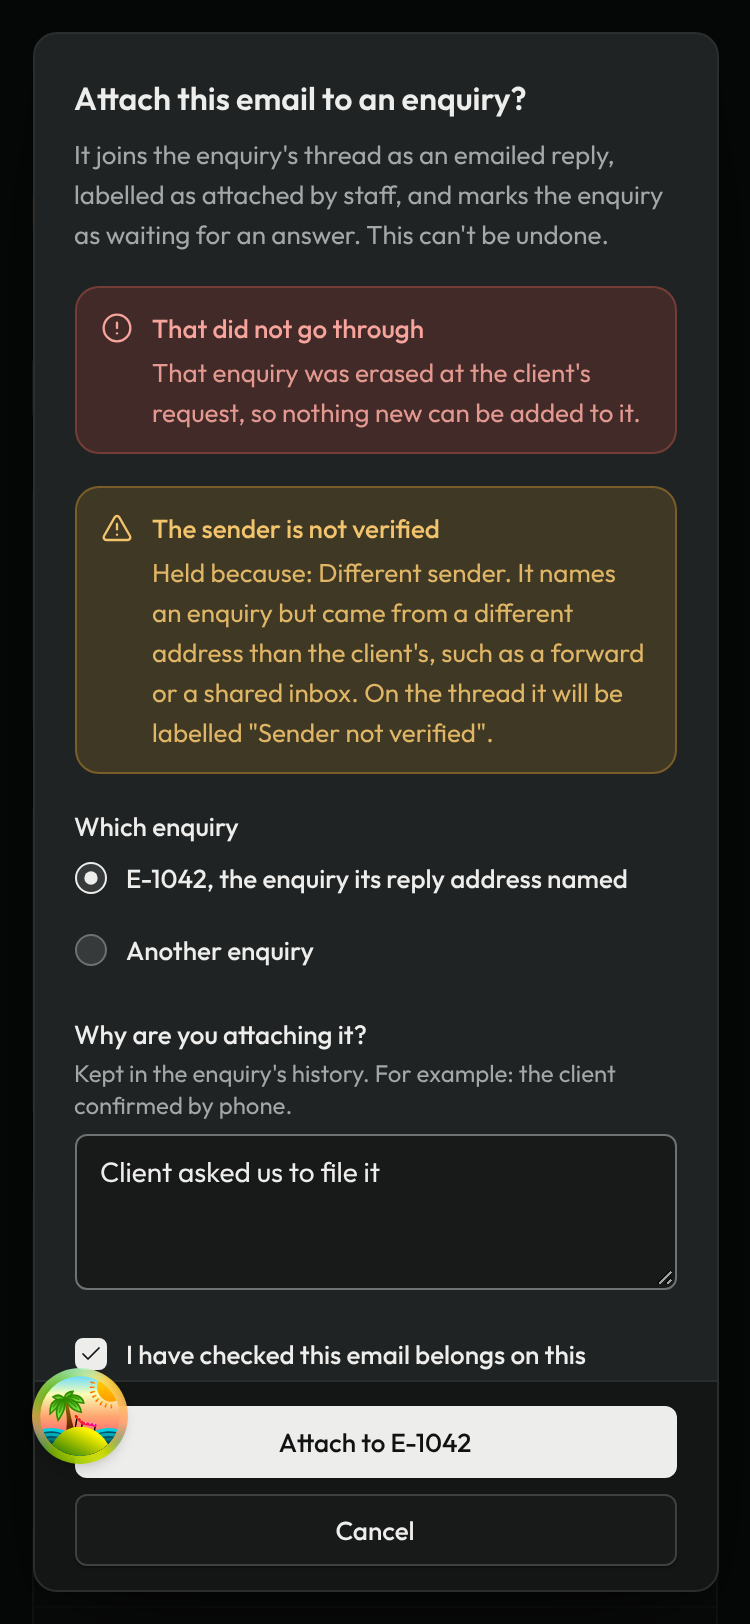 Attach this email to an enquiry?
It joins the enquiry's thread as an emailed reply,
labelled as attached by staff, and marks the enquiry
as waiting for an answer. This can't be undone.
That did not go through
That enquiry was erased at the client's
request, so nothing new can be added to it.
The sender is not verified
Held because: Different sender. It names
an enquiry but came from a different
address than the client's, such as a forward
or a shared inbox. On the thread it will be
labelled "Sender not verified".
Which enquiry
E-1042, the enquiry its reply address named
Another enquiry
Why are you attaching it?
Kept in the enquiry's history. For example: the client
confirmed by phone.
Client asked us to file it
I have checked this email belongs on this
Attach to E-1042
Cancel